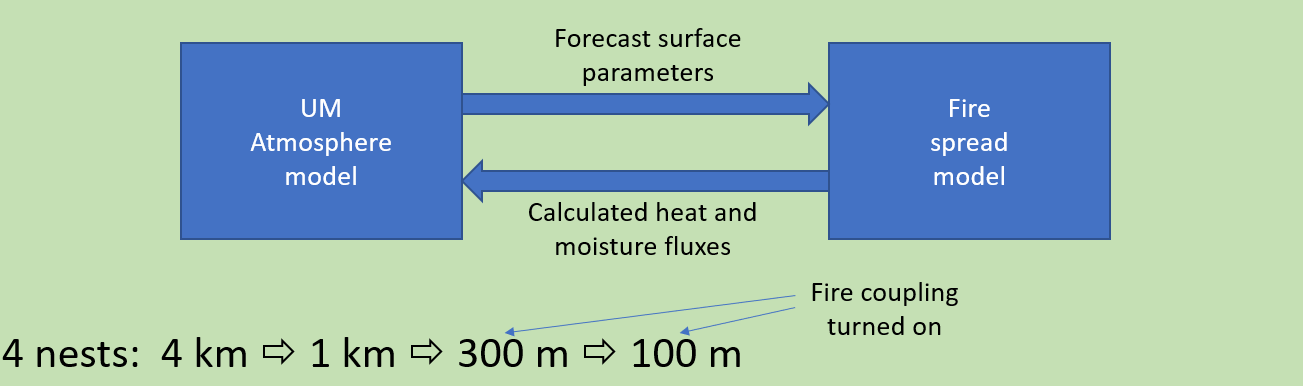 Forecast surface
parameters
UM
Atmosphere
model
Fire
spread
model
Calculated heat and
moisture fluxes
Fire coupling
turned on
4 nests: 4 km ⇨ 1 km ⇨ 300 m ⇨ 100 m